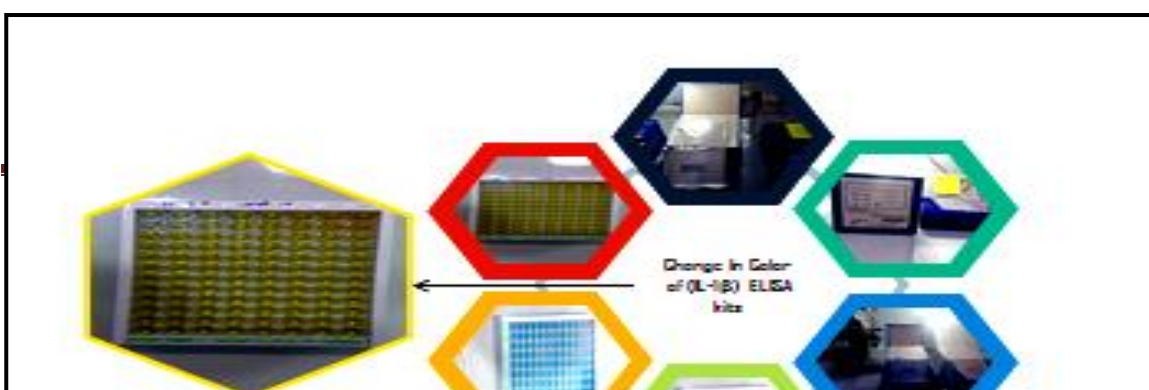 Change In Color
of (IL-1β) ELISA
kits